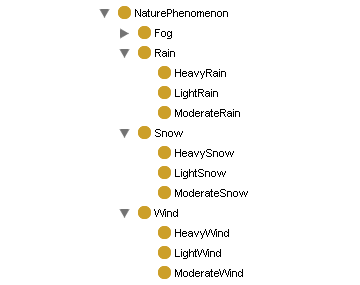 NaturePhenomenon
Fog
Rain
HeavyRain
LightRain
ModerateRain
Snow
HeavySnow
LightSnow
ModerateSnow
Wind
HeavyWind
LightWind
ModerateWind